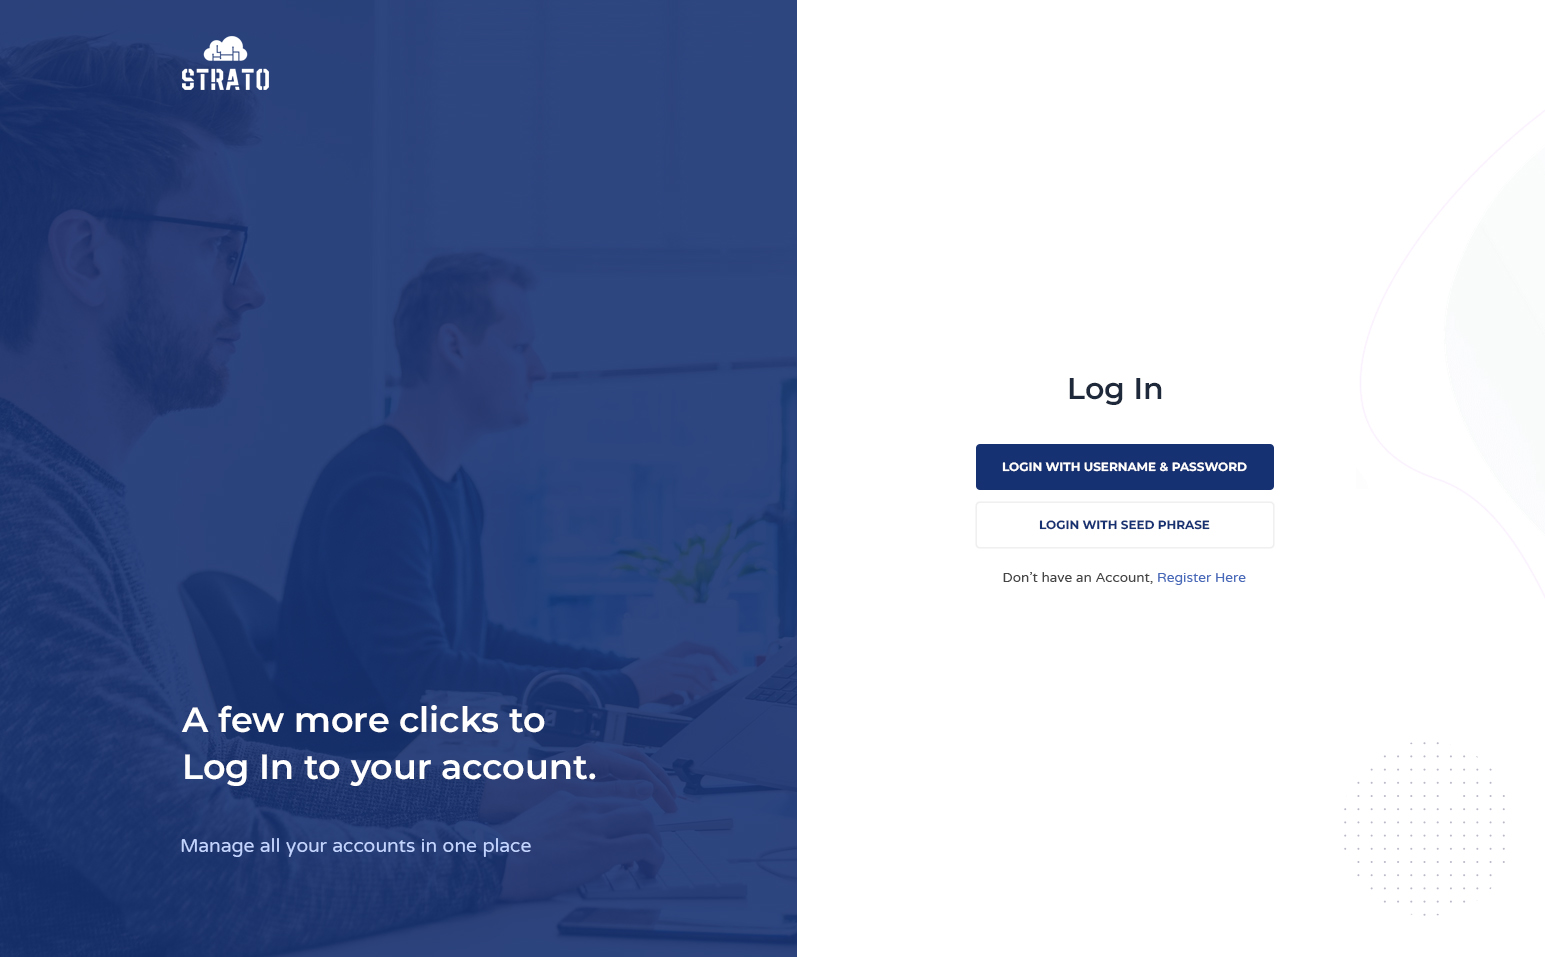 STRATO
A few more clicks to
Log In to your account.
Manage all your accounts in one place
Log In
LOGIN WITH USERNAME & PASSWORD
LOGIN WITH SEED PHRASE
Don't have an Account, Register Here